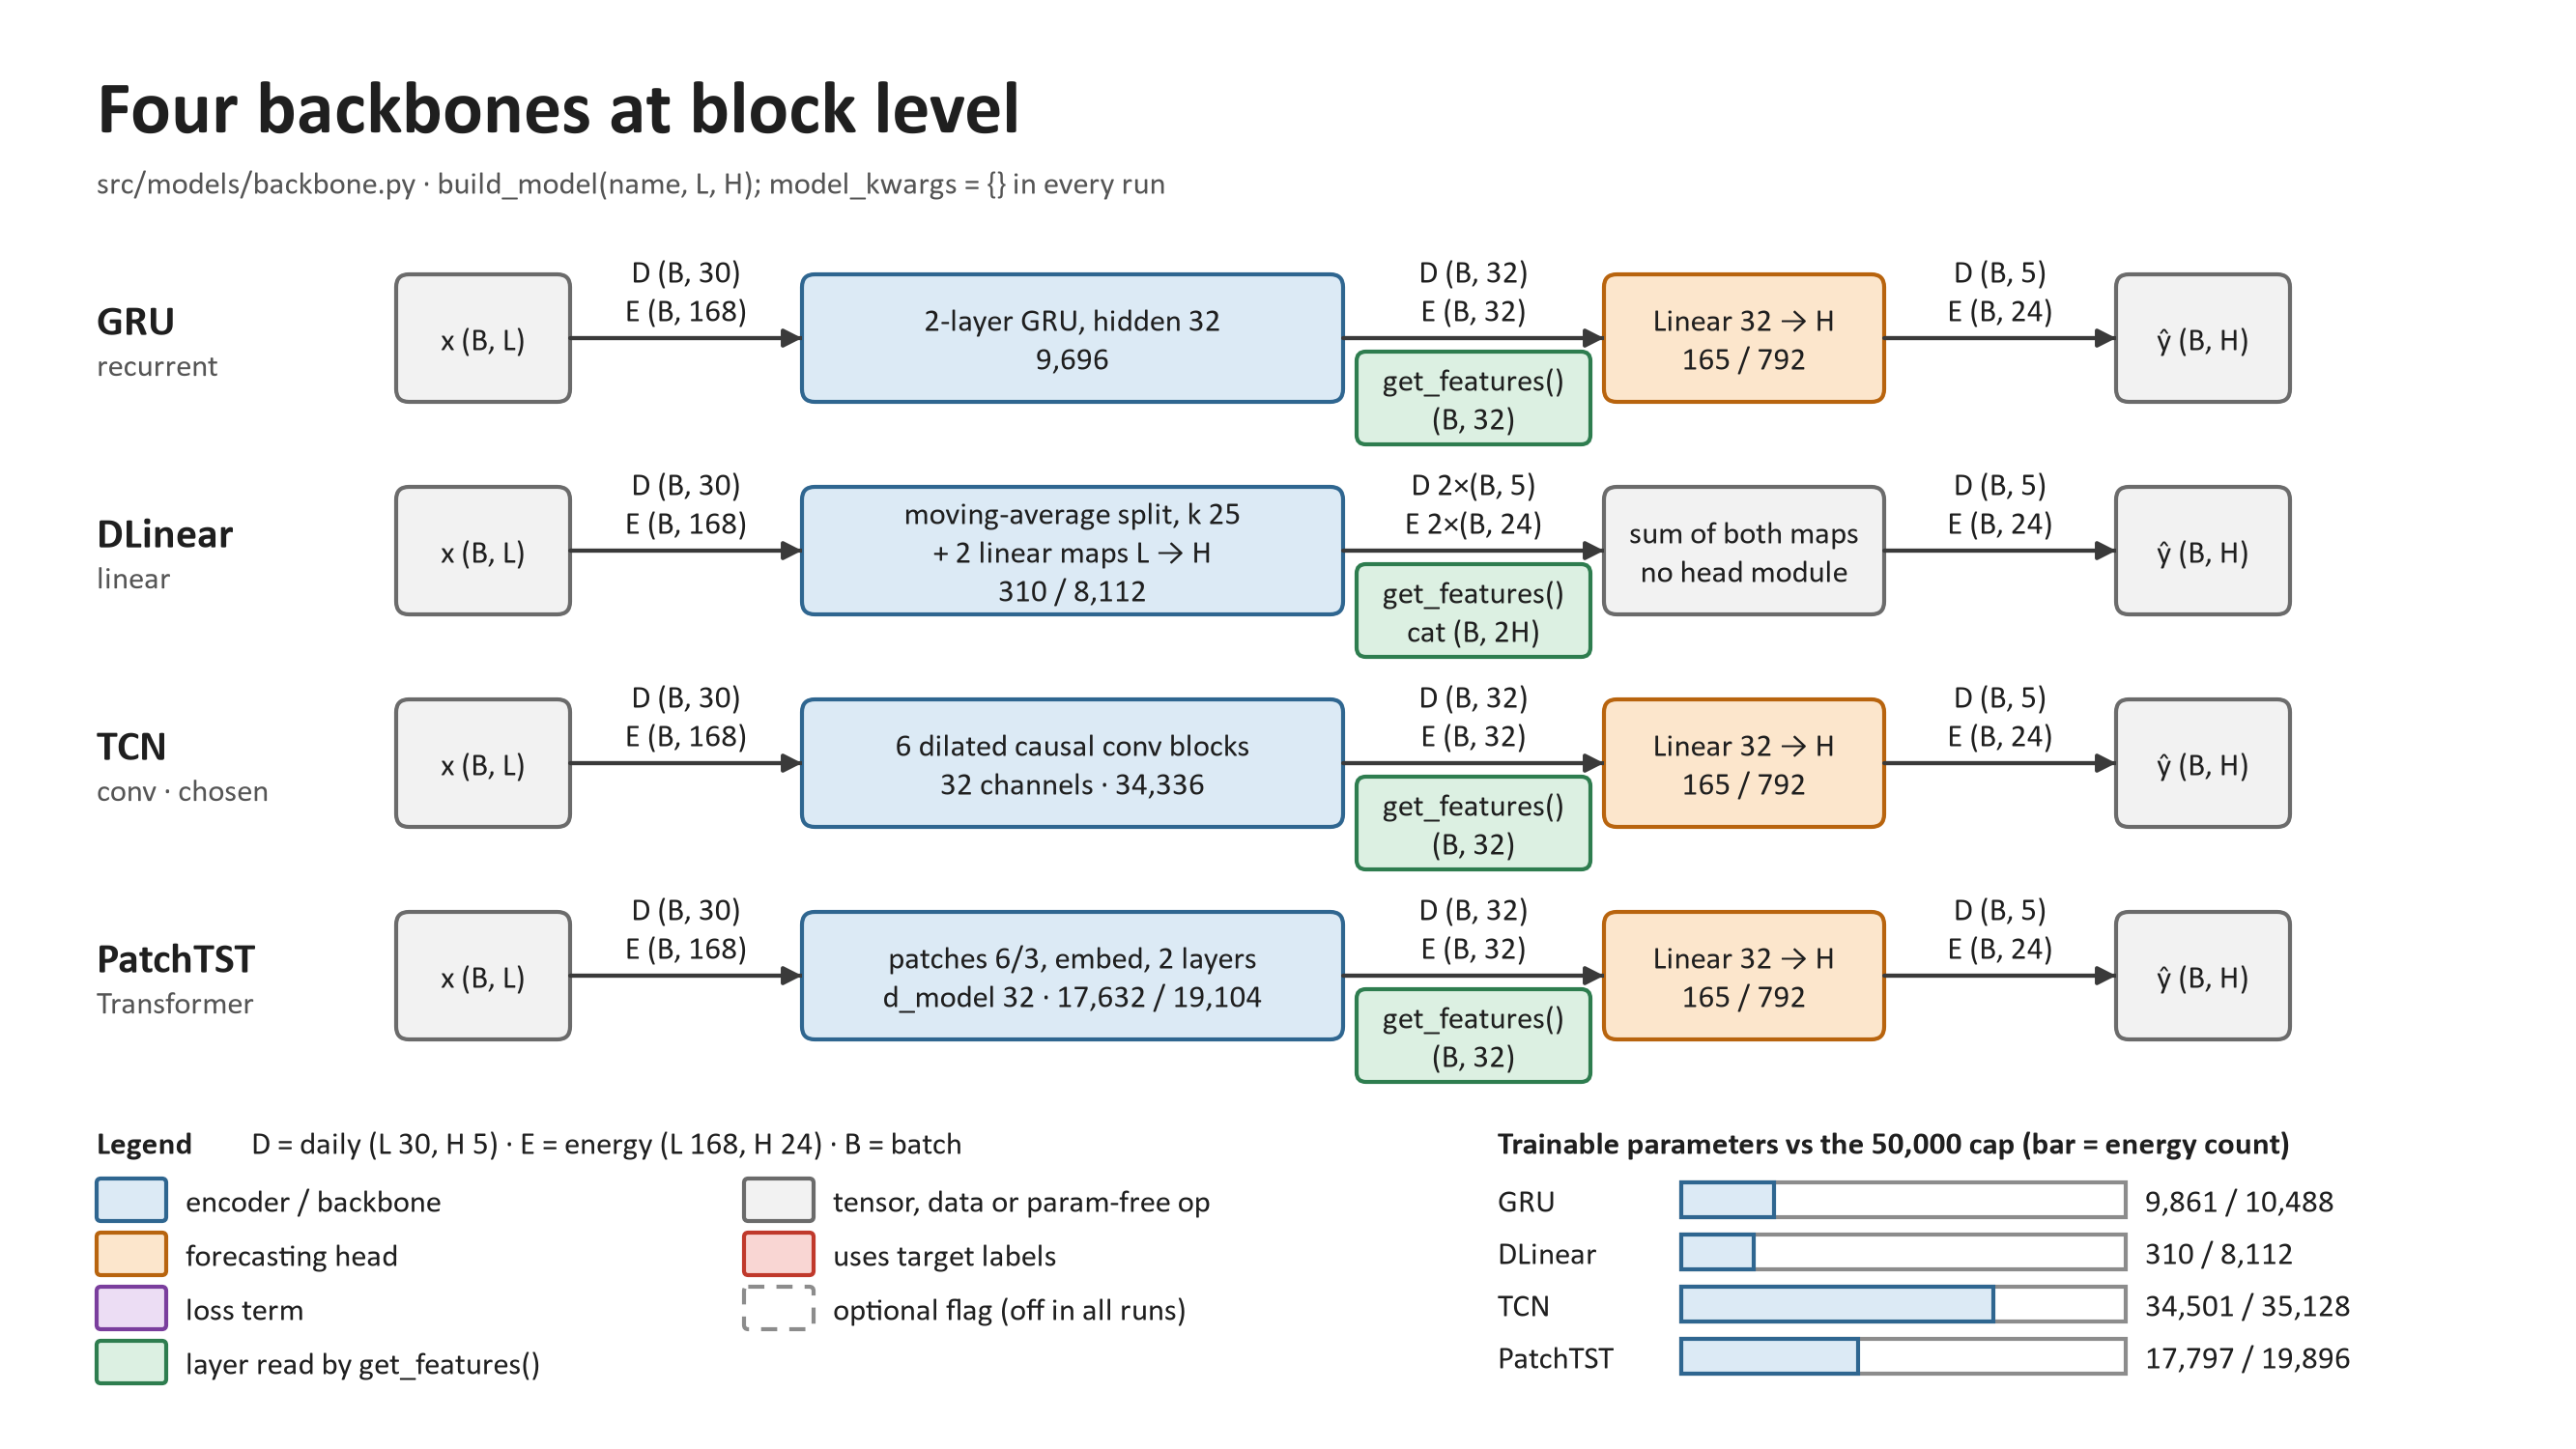 Four backbones at block level
src/models/backbone.py · build_model(name, L, H); model_kwargs = {} in every run
GRU
recurrent
x (B, L)
D (B, 30)
E (B, 168)
2-layer GRU, hidden 32
9,696
D (B, 32)
E (B, 32)
get_features()
(B, 32)
Linear 32 → H
165 / 792
D (B, 5)
E (B, 24)
ŷ (B, H)
DLinear
linear
x (B, L)
D (B, 30)
E (B, 168)
moving-average split, k 25
+ 2 linear maps L → H
310 / 8,112
D 2×(B, 5)
E 2×(B, 24)
get_features()
cat (B, 2H)
sum of both maps
no head module
D (B, 5)
E (B, 24)
ŷ (B, H)
TCN
conv · chosen
x (B, L)
D (B, 30)
E (B, 168)
6 dilated causal conv blocks
32 channels · 34,336
D (B, 32)
E (B, 32)
get_features()
(B, 32)
Linear 32 → H
165 / 792
D (B, 5)
E (B, 24)
ŷ (B, H)
PatchTST
Transformer
x (B, L)
D (B, 30)
E (B, 168)
patches 6/3, embed, 2 layers
d_model 32 · 17,632 / 19,104
D (B, 32)
E (B, 32)
get_features()
(B, 32)
Linear 32 → H
165 / 792
D (B, 5)
E (B, 24)
ŷ (B, H)
Legend
D = daily (L 30, H 5) · E = energy (L 168, H 24) · B = batch
encoder / backbone
forecasting head
loss term
layer read by get_features()
tensor, data or param-free op
uses target labels
optional flag (off in all runs)
Trainable parameters vs the 50,000 cap (bar = energy count)
GRU
9,861 / 10,488
DLinear
310 / 8,112
TCN
34,501 / 35,128
PatchTST
17,797 / 19,896